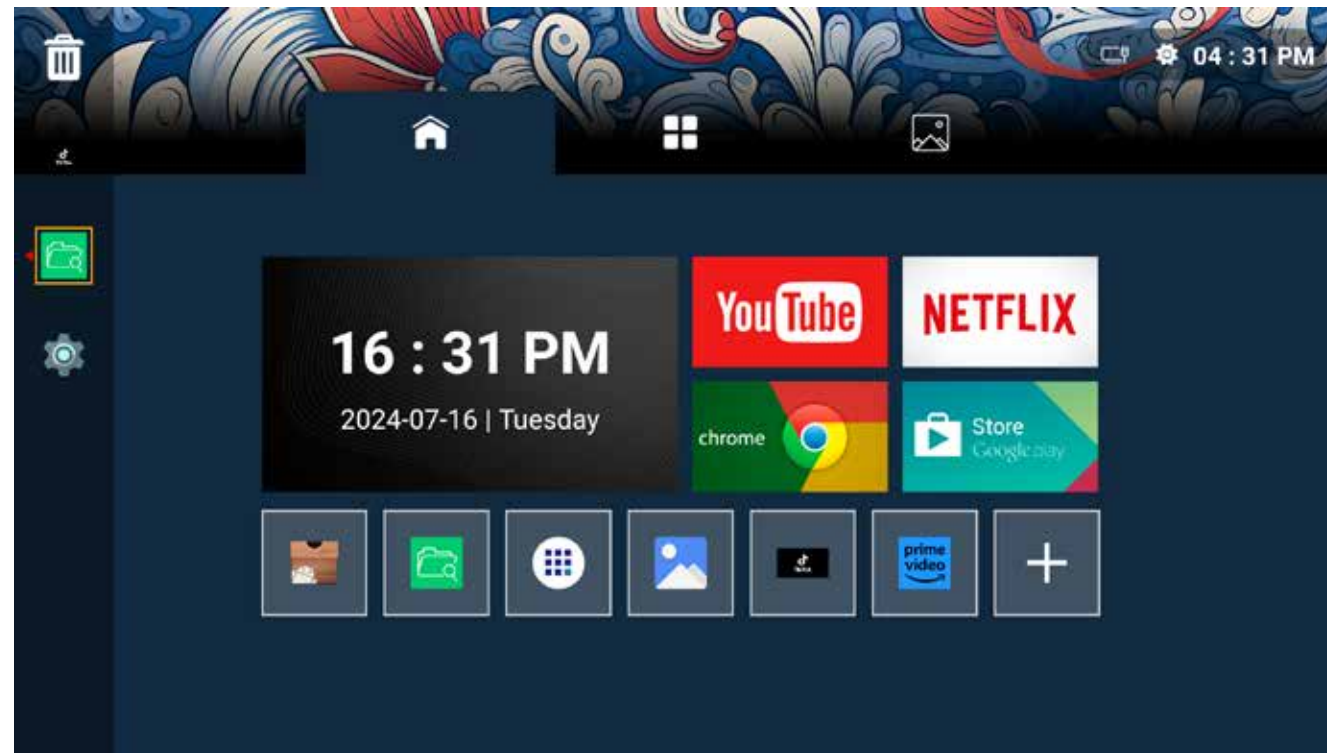 04 : 31 PM
YouTube
NETFLIX
16 : 31 PM
2024-07-16 | Tuesday
chrome
Store
Google play
prime
video